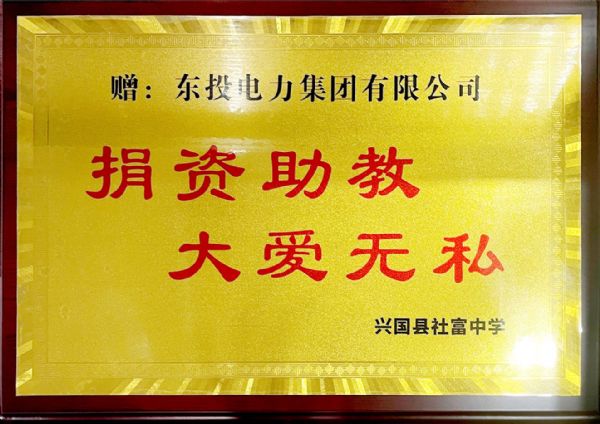 赠：东投电力集团有限公司
捐资助教
大爱无私
兴国县社富中学